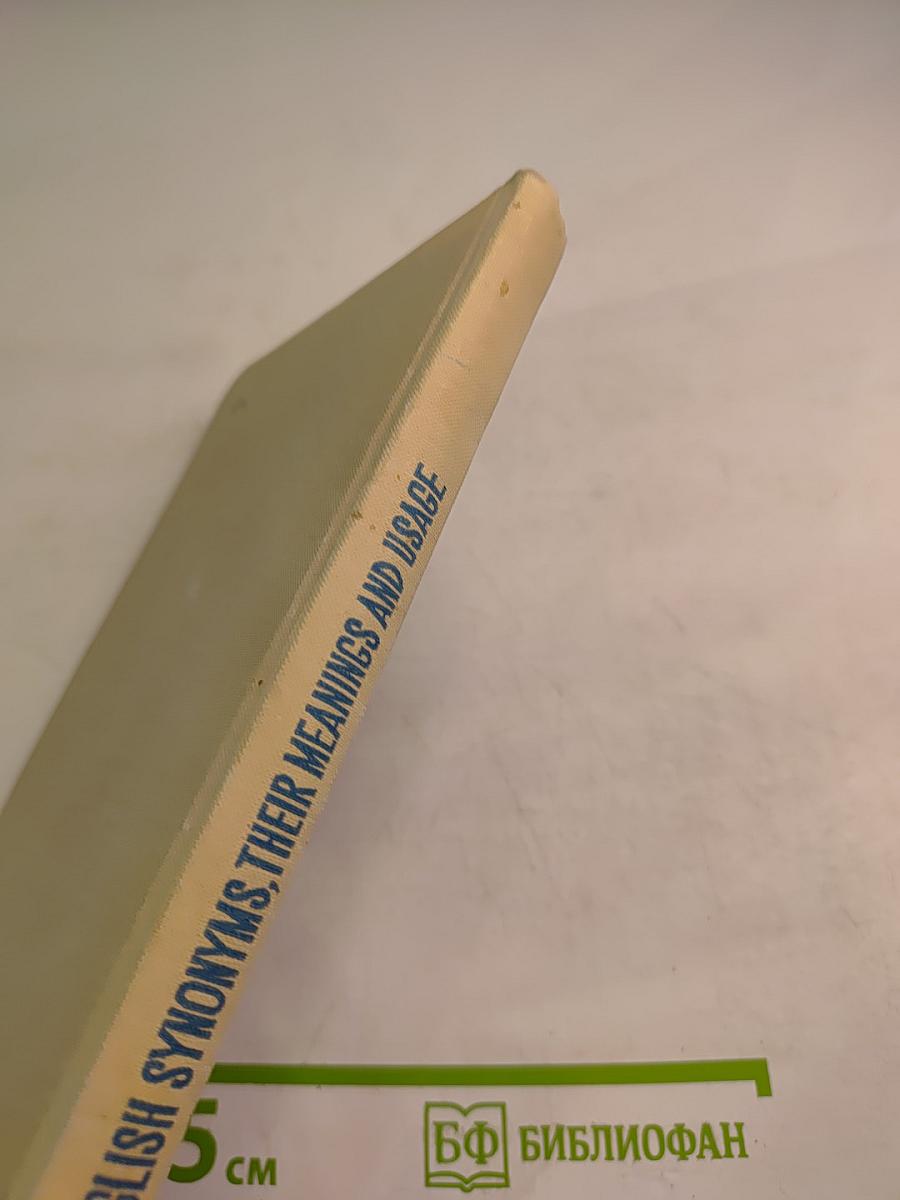 GLISH SYNONYMS, THEIR MEANINGS AND USAGE
5 см
БФ БИБЛИОФАН